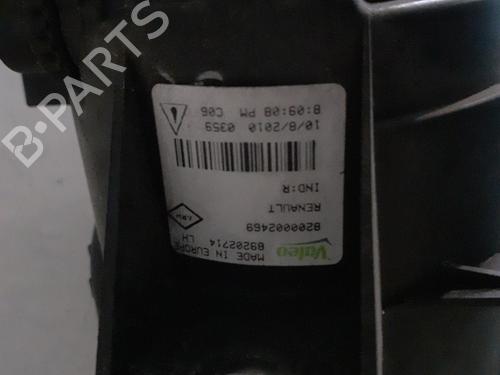 B-PARTS
Valeo
MADE IN EUROPE
89202714 LH
8200002469
RENAULT
IND:R
10/8/2010 0359
8:09:08 PM C06